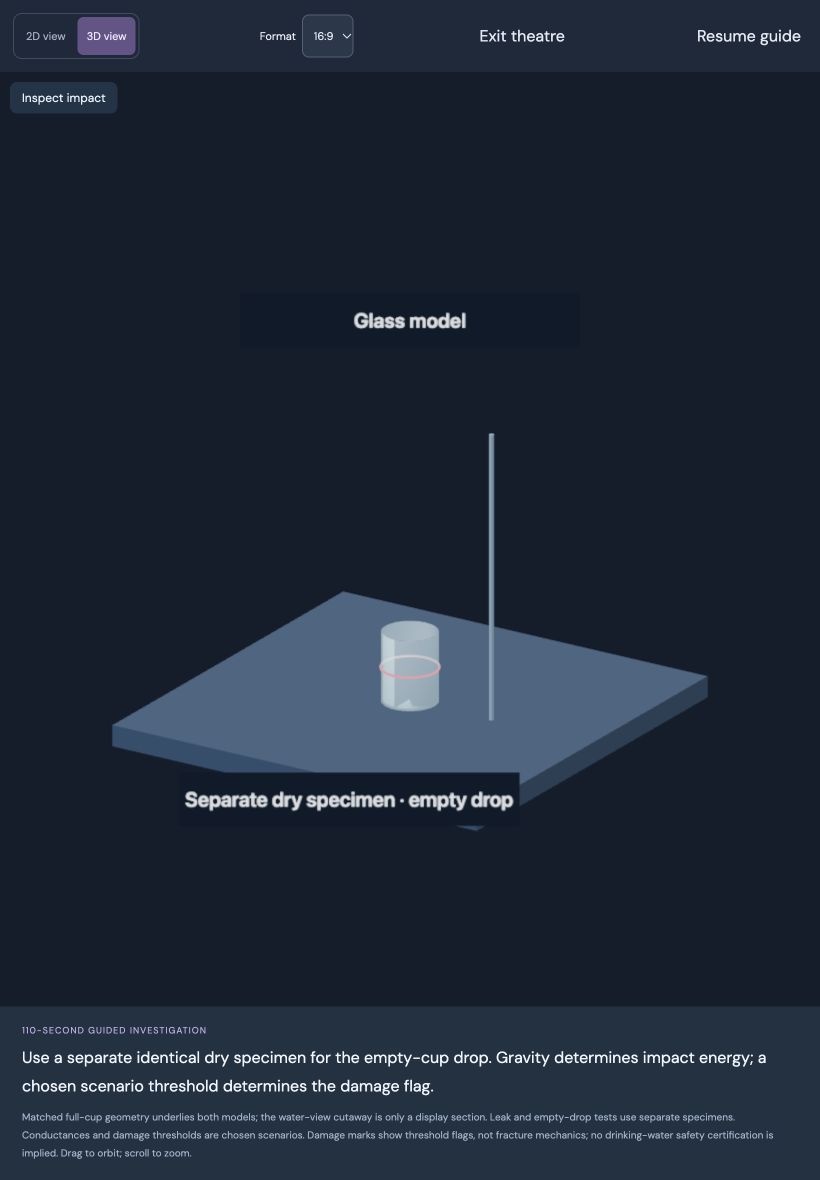 2D view 3D view Format 16:9 Exit theatre Resume guide
Inspect impact
Glass model
Separate dry specimen · empty drop
110-SECOND GUIDED INVESTIGATION
Use a separate identical dry specimen for the empty-cup drop. Gravity determines impact energy; a
chosen scenario threshold determines the damage flag.
Matched full-cup geometry underlies both models; the water-view cutaway is only a display section. Leak and empty-drop tests use separate specimens.
Conductances and damage thresholds are chosen scenarios. Damage marks show threshold flags, not fracture mechanics; no drinking-water safety certification is
implied. Drag to orbit; scroll to zoom.